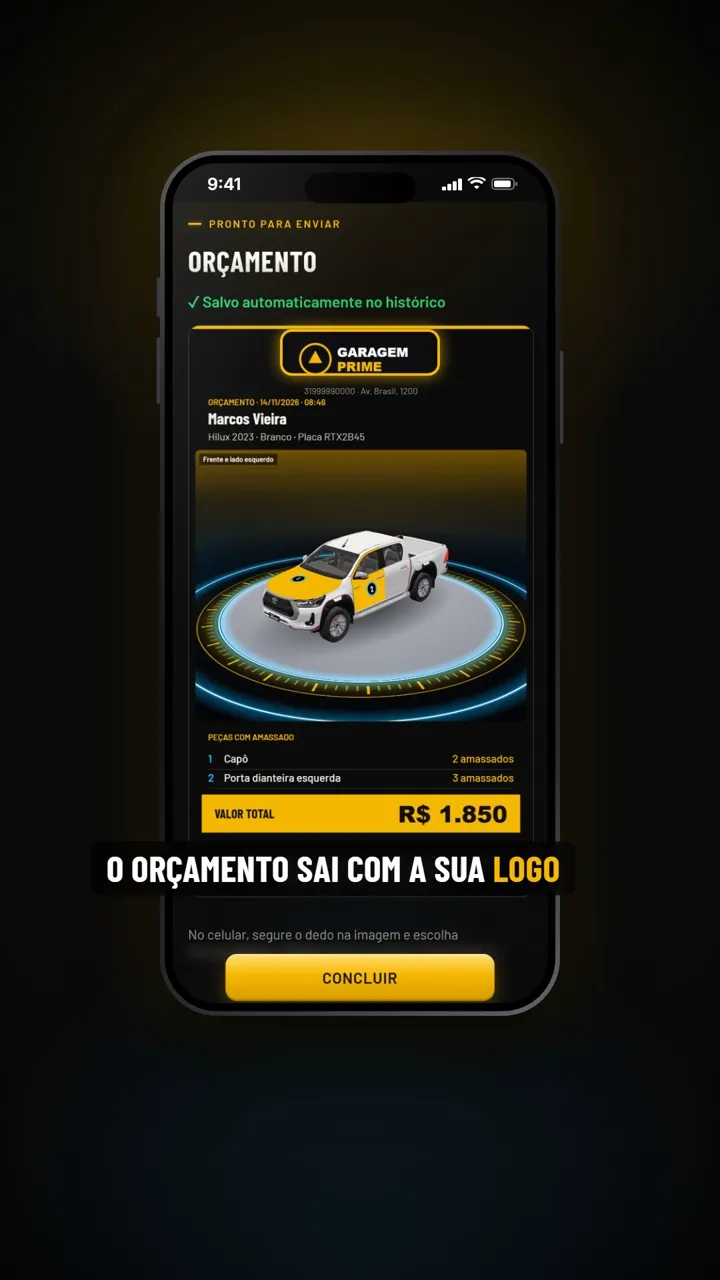 9:41
PRONTO PARA ENVIAR
ORÇAMENTO
✓ Salvo automaticamente no histórico
GARAGEM
PRIME
31999990000 · Av. Brasil, 1200
ORÇAMENTO · 14/11/2026 · 08:46
Marcos Vieira
Hilux 2023 · Branco · Placa RTX2B45
Frente e lado esquerdo
1
2
PEÇAS COM AMASSADO
1 Capô 2 amassados
2 Porta dianteira esquerda 3 amassados
VALOR TOTAL R$ 1.850
O ORÇAMENTO SAI COM A SUA LOGO
No celular, segure o dedo na imagem e escolha
CONCLUIR